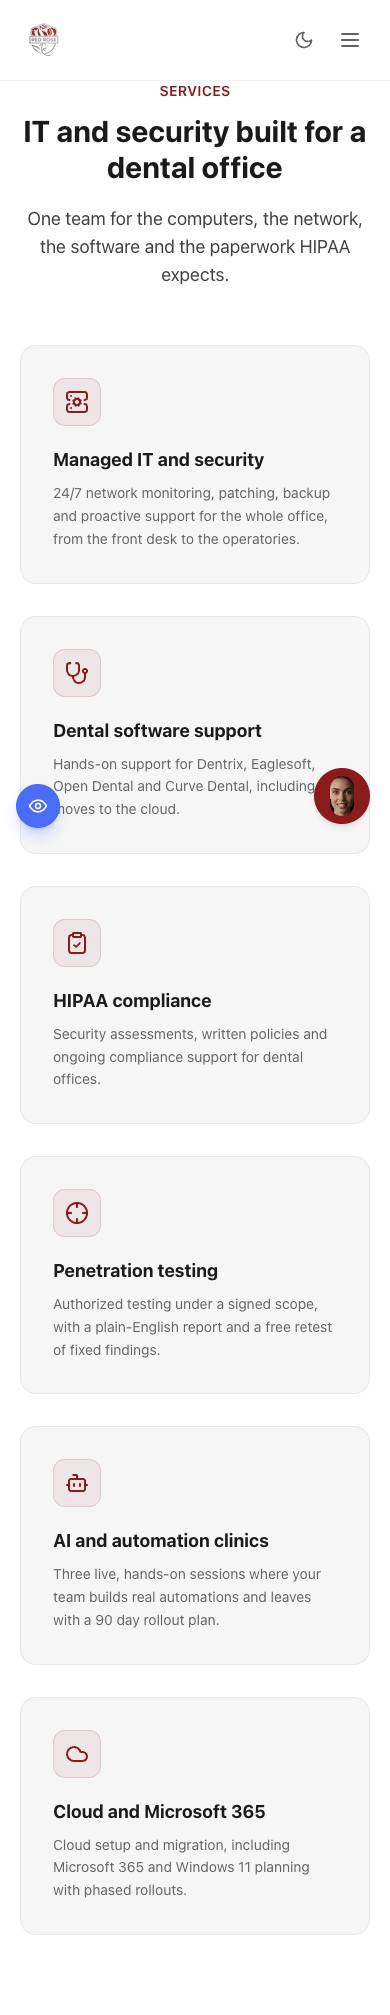 RED ROSE
SERVICES
IT and security built for a
dental office
One team for the computers, the network,
the software and the paperwork HIPAA
expects.
Managed IT and security
24/7 network monitoring, patching, backup
and proactive support for the whole office,
from the front desk to the operatories.
Dental software support
Hands-on support for Dentrix, Eaglesoft,
Open Dental and Curve Dental, including
moves to the cloud.
HIPAA compliance
Security assessments, written policies and
ongoing compliance support for dental
offices.
Penetration testing
Authorized testing under a signed scope,
with a plain-English report and a free retest
of fixed findings.
AI and automation clinics
Three live, hands-on sessions where your
team builds real automations and leaves
with a 90 day rollout plan.
Cloud and Microsoft 365
Cloud setup and migration, including
Microsoft 365 and Windows 11 planning
with phased rollouts.